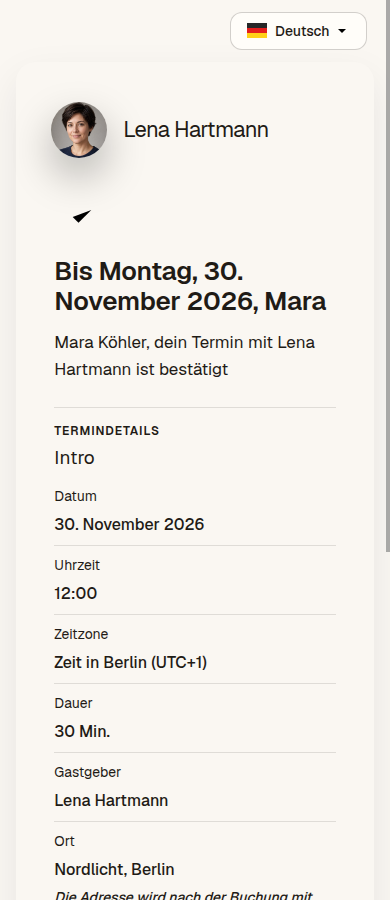 Deutsch
Lena Hartmann
Bis Montag, 30.
November 2026, Mara
Mara Köhler, dein Termin mit Lena
Hartmann ist bestätigt
TERMINDETAILS
Intro
Datum
30. November 2026
Uhrzeit
12:00
Zeitzone
Zeit in Berlin (UTC+1)
Dauer
30 Min.
Gastgeber
Lena Hartmann
Ort
Nordlicht, Berlin
Die Adresse wird nach der Buchung mit